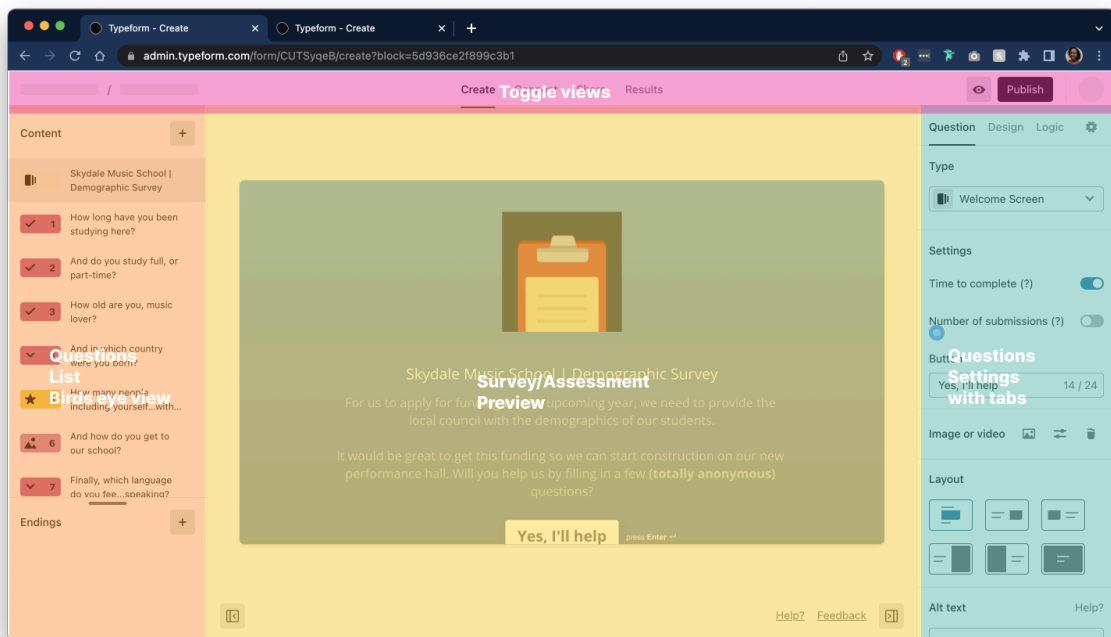 Typeform - Create
Typeform - Create
admin.typeform.com/form/CUTSyqeB/create?block=5d936ce2f899c3b1
2
/
Create
Toggle views
Results
Publish
Content
+
Skydale Music School |
Demographic Survey
1
How long have you been
studying here?
2
And do you study full, or
part-time?
3
How old are you, music
lover?
And in which country
were you born?
How many people,
including yourself...with...
6
And how do you get to
our school?
7
Finally, which language
do you fee...speaking?
Questions
List
Birds eye view
Endings
+
Skydale Music School | Demographic Survey
For us to apply for upcoming year, we need to provide the
local council with the demographics of our students.
It would be great to get this funding so we can start construction on our new
performance hall. Will you help us by filling in a few (totally anonymous)
questions?
Yes, I'll help
press Enter ↵
Survey/Assessment
Preview
Help?
Feedback
Question
Design
Logic
Type
Welcome Screen
Settings
Time to complete (?)
Number of submissions (?)
Button
Yes, I'll help
14 / 24
Questions
Settings
with tabs
Image or video
Layout
Alt text
Help?